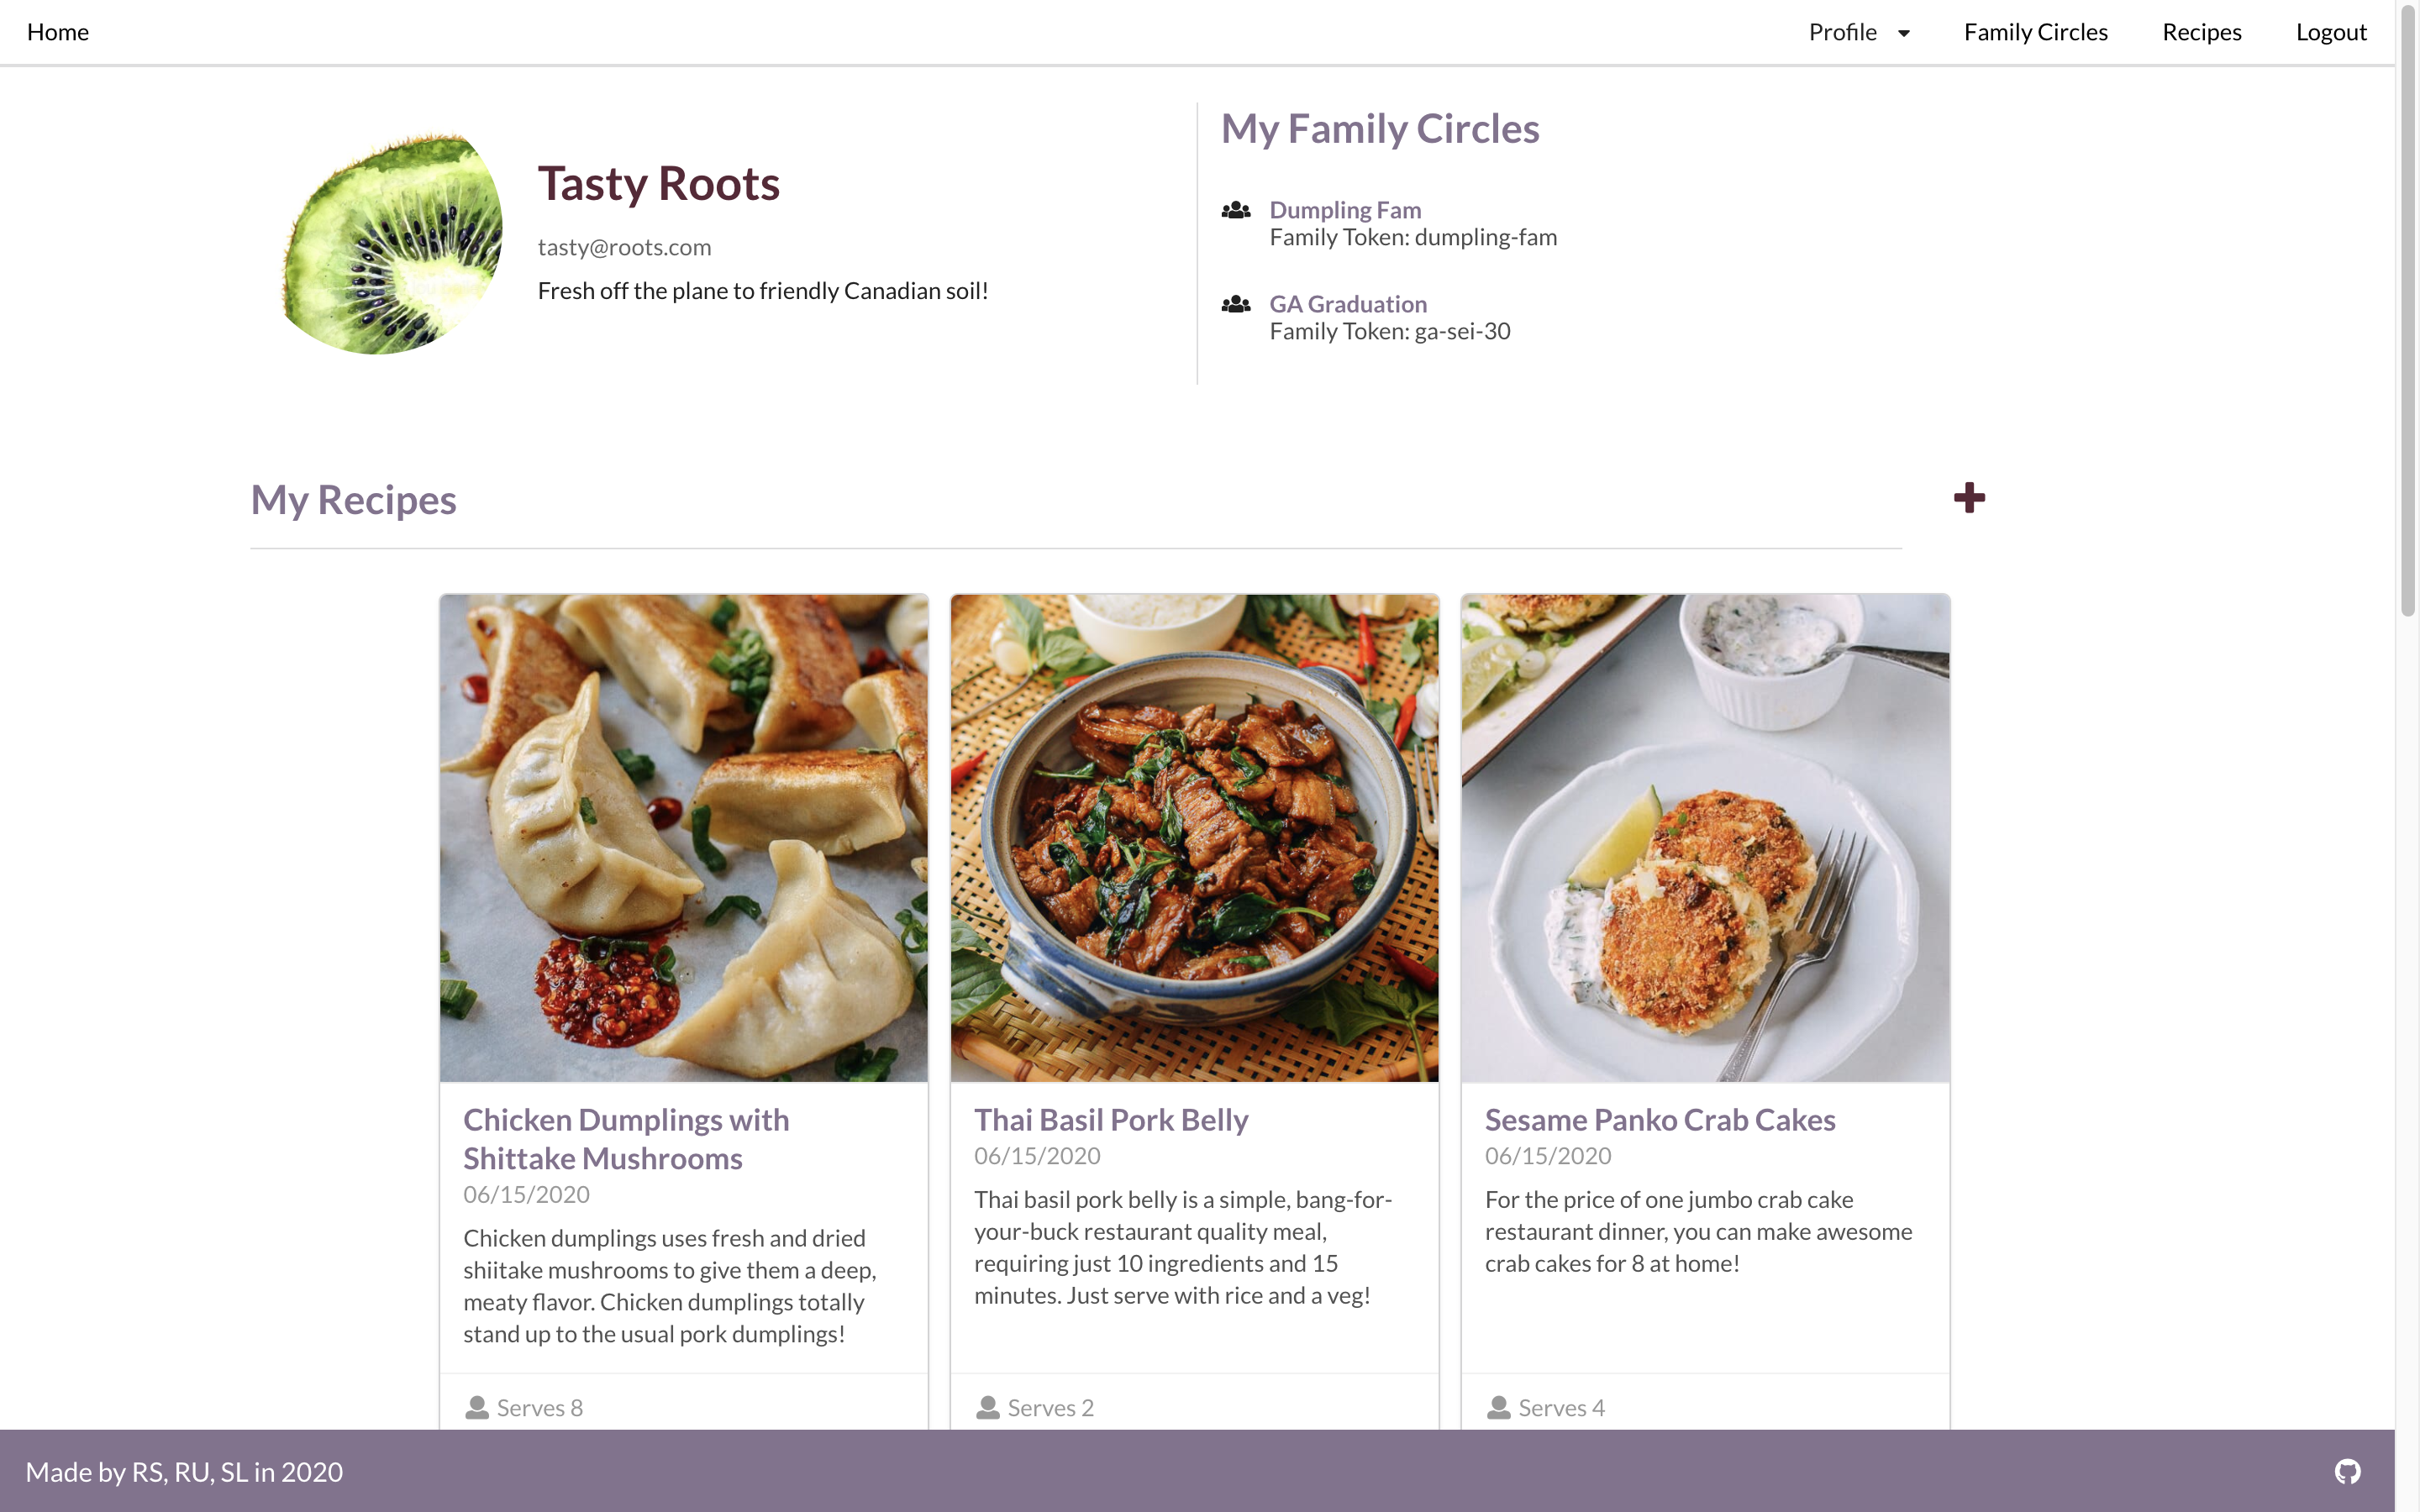 Home
Profile
Family Circles
Recipes
Logout
Tasty Roots
tasty@roots.com
Fresh off the plane to friendly Canadian soil!
My Family Circles
Dumpling Fam
Family Token: dumpling-fam
GA Graduation
Family Token: ga-sei-30
My Recipes
Chicken Dumplings with
Shittake Mushrooms
06/15/2020
Chicken dumplings uses fresh and dried
shiitake mushrooms to give them a deep,
meaty flavor. Chicken dumplings totally
stand up to the usual pork dumplings!
Serves 8
Thai Basil Pork Belly
06/15/2020
Thai basil pork belly is a simple, bang-for-
your-buck restaurant quality meal,
requiring just 10 ingredients and 15
minutes. Just serve with rice and a veg!
Serves 2
Sesame Panko Crab Cakes
06/15/2020
For the price of one jumbo crab cake
restaurant dinner, you can make awesome
crab cakes for 8 at home!
Serves 4
Made by RS, RU, SL in 2020